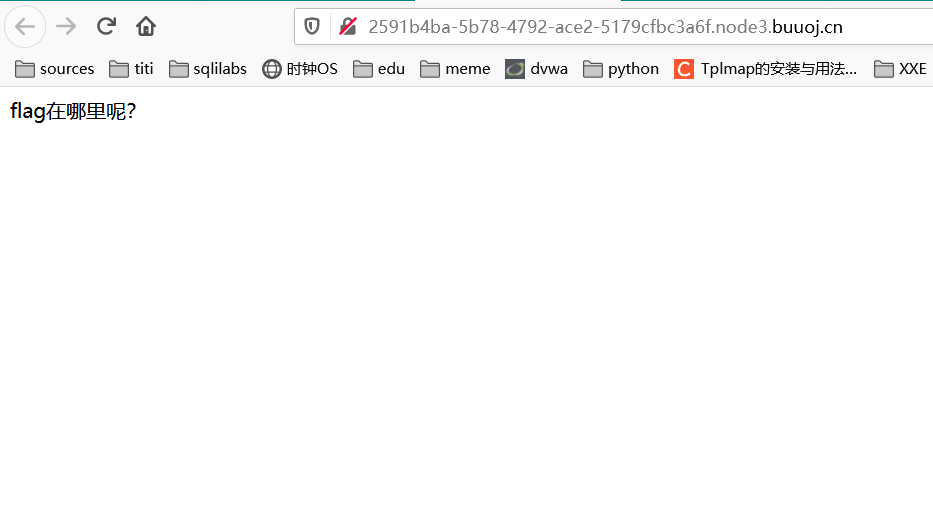 2591b4ba-5b78-4792-ace2-5179cfbc3a6f.node3.buuoj.cn
sources titi sqlilabs 时钟OS edu meme dvwa python C Tplmap的安装与用法... XXE
flag在哪里呢？